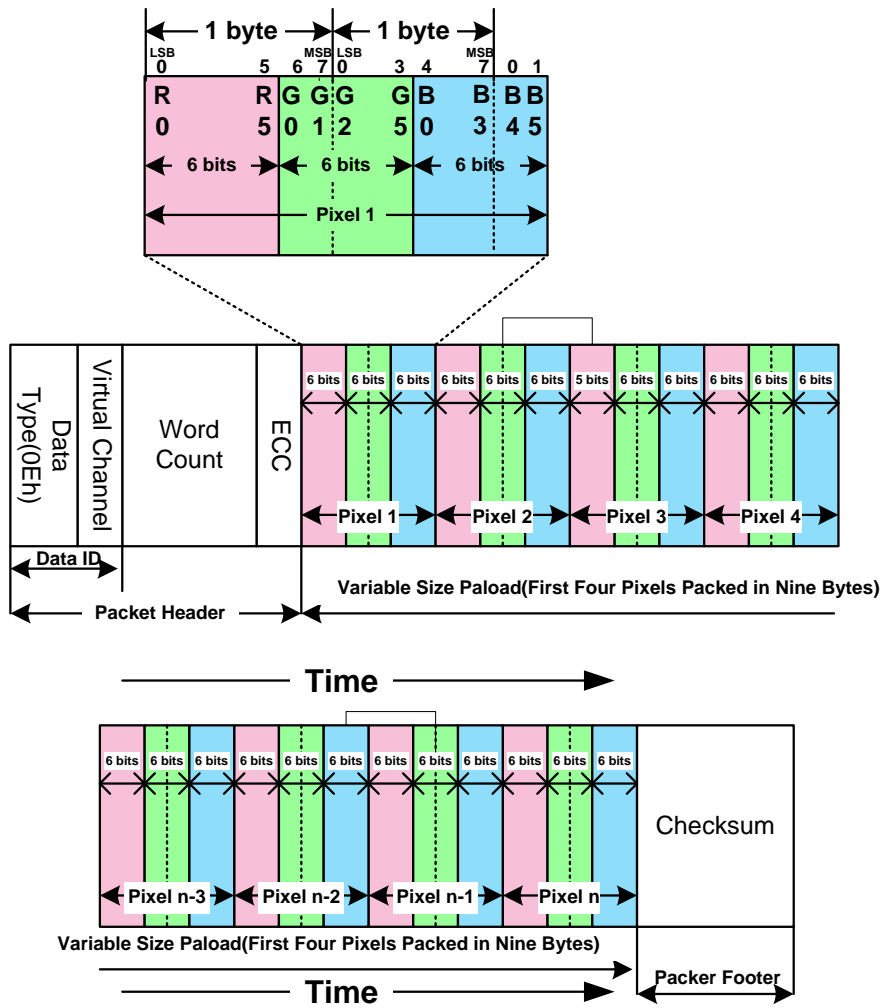 1 byte 1 byte
LSB MSB LSB MSB
0 5 6 7 0 3 4 7 0 1
R R G G G G B B B B
0 5 0 1 2 5 0 3 4 5
6 bits 6 bits 6 bits
Pixel 1
Data Type(0Eh)
Virtual Channel
Word Count
ECC
6 bits 6 bits 6 bits 6 bits 6 bits 6 bits 5 bits 6 bits 6 bits 6 bits 6 bits 6 bits
Pixel 1 Pixel 2 Pixel 3 Pixel 4
Data ID
Variable Size Paload(First Four Pixels Packed in Nine Bytes)
Packet Header
Time
6 bits 6 bits 6 bits 6 bits 6 bits 6 bits 6 bits 6 bits 6 bits 6 bits 6 bits 6 bits
Checksum
Pixel n-3 Pixel n-2 Pixel n-1 Pixel n
Variable Size Paload(First Four Pixels Packed in Nine Bytes)
Packer Footer
Time